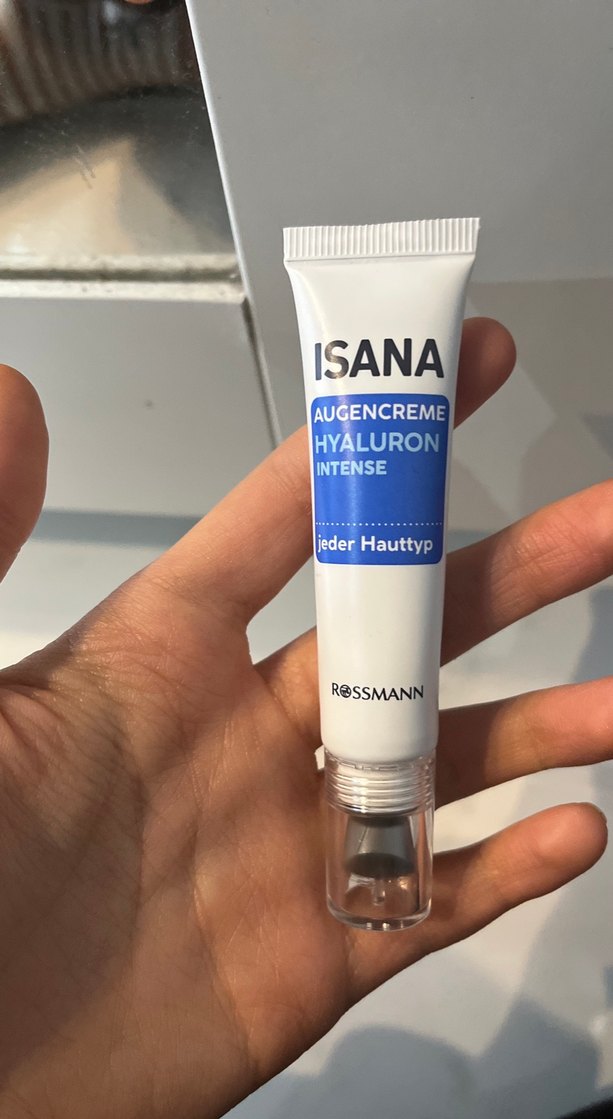 ISANA
AUGENCREME
HYALURON
INTENSE
jeder Hauttyp
ROSSMANN